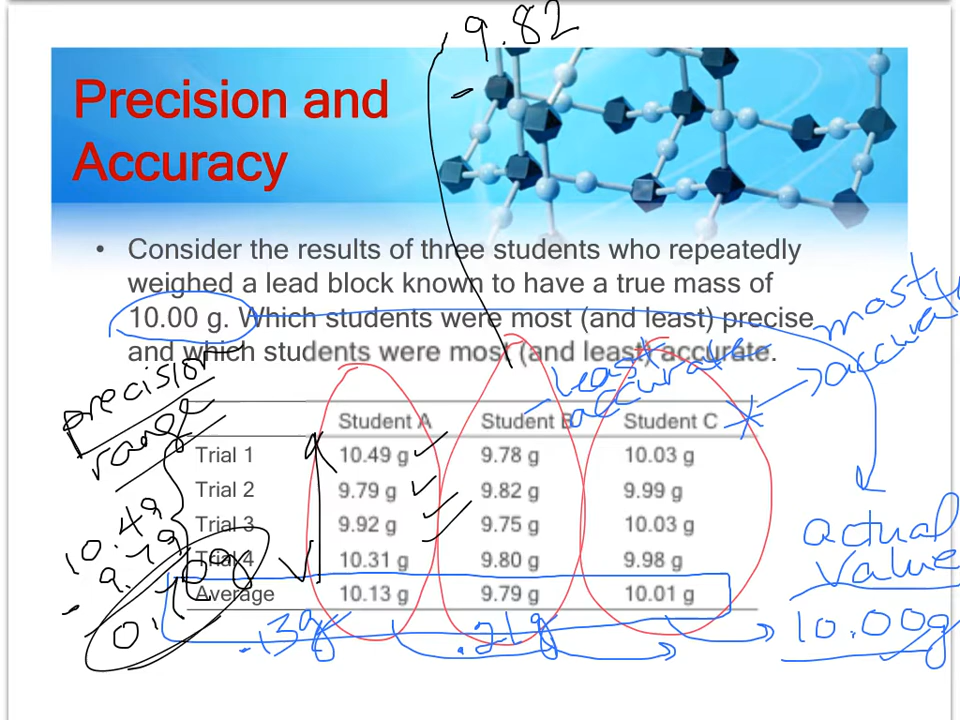 9.82
-
Precision and
Accuracy
• Consider the results of three students who repeatedly
weighed a lead block known to have a true mass of
10.00 g. Which students were most (and least) precise
and which students were most (and least) accurate.
most
accurate
least
accurate
precision
range
Student A Student B Student C
Trial 1 10.49 g 9.78 g 10.03 g
Trial 2 9.79 g 9.82 g 9.99 g
Trial 3 9.92 g 9.75 g 10.03 g
Trial 4 10.31 g 9.80 g 9.98 g
Average 10.13 g 9.79 g 10.01 g
10.49
- 9.79
0.70
.13g .21g
actual
value
10.00g